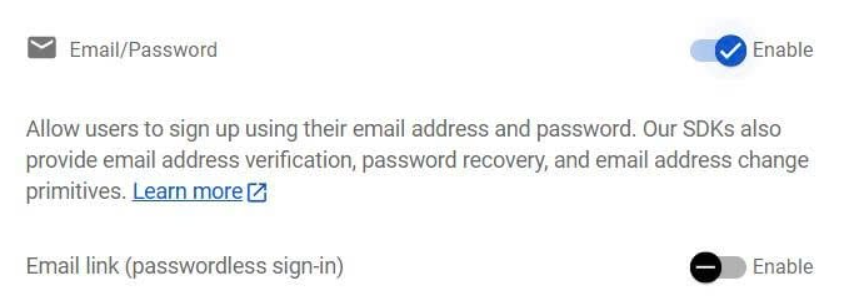 Email/Password
Enable
Allow users to sign up using their email address and password. Our SDKs also
provide email address verification, password recovery, and email address change
primitives. Learn more
Email link (passwordless sign-in)
Enable